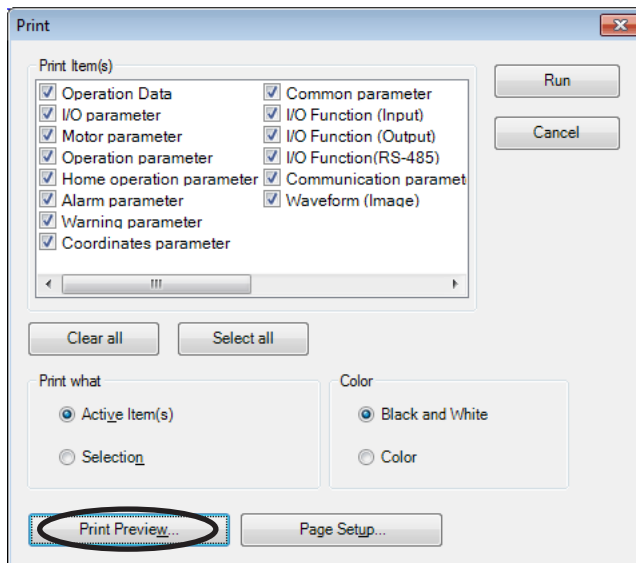 Print
Print Item(s)
Operation Data
I/O parameter
Motor parameter
Operation parameter
Home operation parameter
Alarm parameter
Warning parameter
Coordinates parameter
Common parameter
I/O Function (Input)
I/O Function (Output)
I/O Function(RS-485)
Communication paramet
Waveform (Image)
Run
Cancel
Clear all
Select all
Print what
Active Item(s)
Selection
Color
Black and White
Color
Print Preview...
Page Setup...